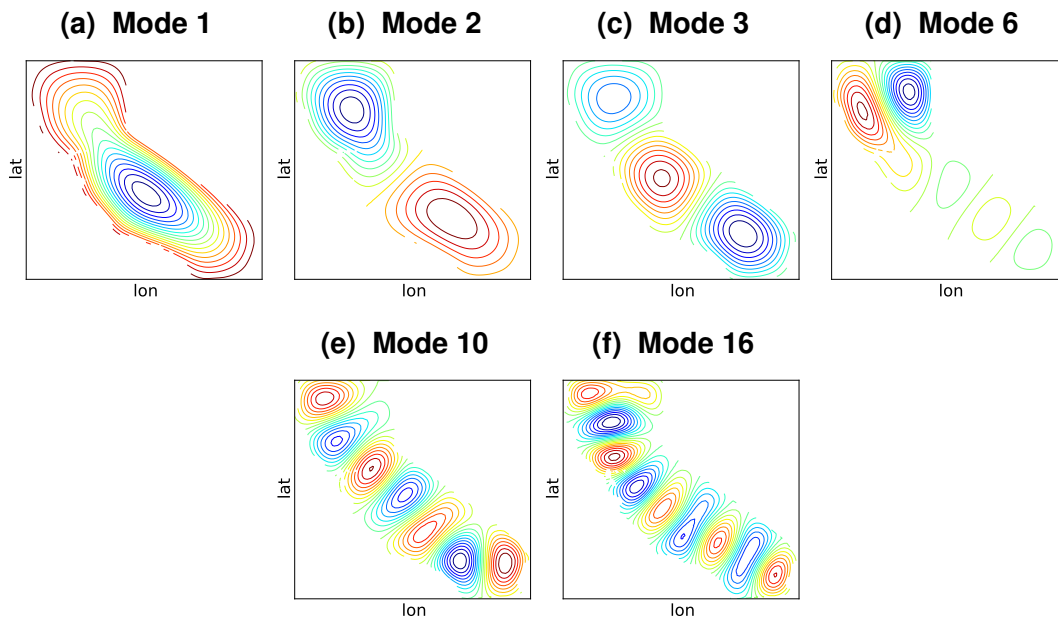 (a) Mode 1
(b) Mode 2
(c) Mode 3
(d) Mode 6
lat
lat
lat
lat
lon
lon
lon
lon
(e) Mode 10
(f) Mode 16
lat
lat
lon
lon